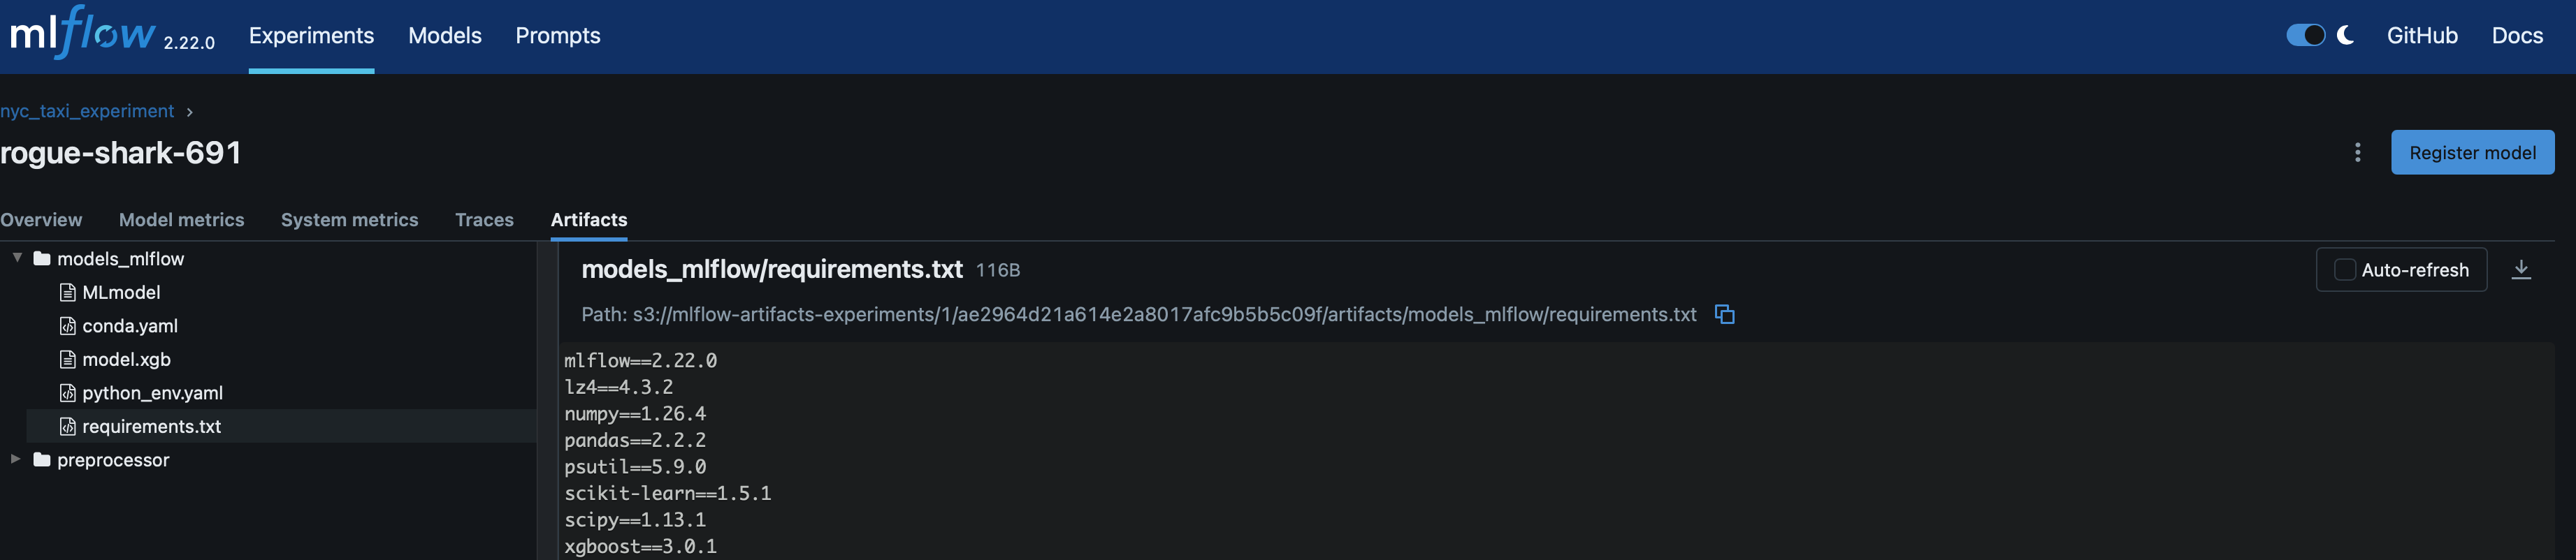 mlflow 2.22.0 Experiments Models Prompts GitHub Docs
nyc_taxi_experiment ›
rogue-shark-691
Register model
Overview Model metrics System metrics Traces Artifacts
models_mlflow
MLmodel
conda.yaml
model.xgb
python_env.yaml
requirements.txt
preprocessor
models_mlflow/requirements.txt 116B
Auto-refresh
Path: s3://mlflow-artifacts-experiments/1/ae2964d21a614e2a8017afc9b5b5c09f/artifacts/models_mlflow/requirements.txt
mlflow==2.22.0
lz4==4.3.2
numpy==1.26.4
pandas==2.2.2
psutil==5.9.0
scikit-learn==1.5.1
scipy==1.13.1
xgboost==3.0.1